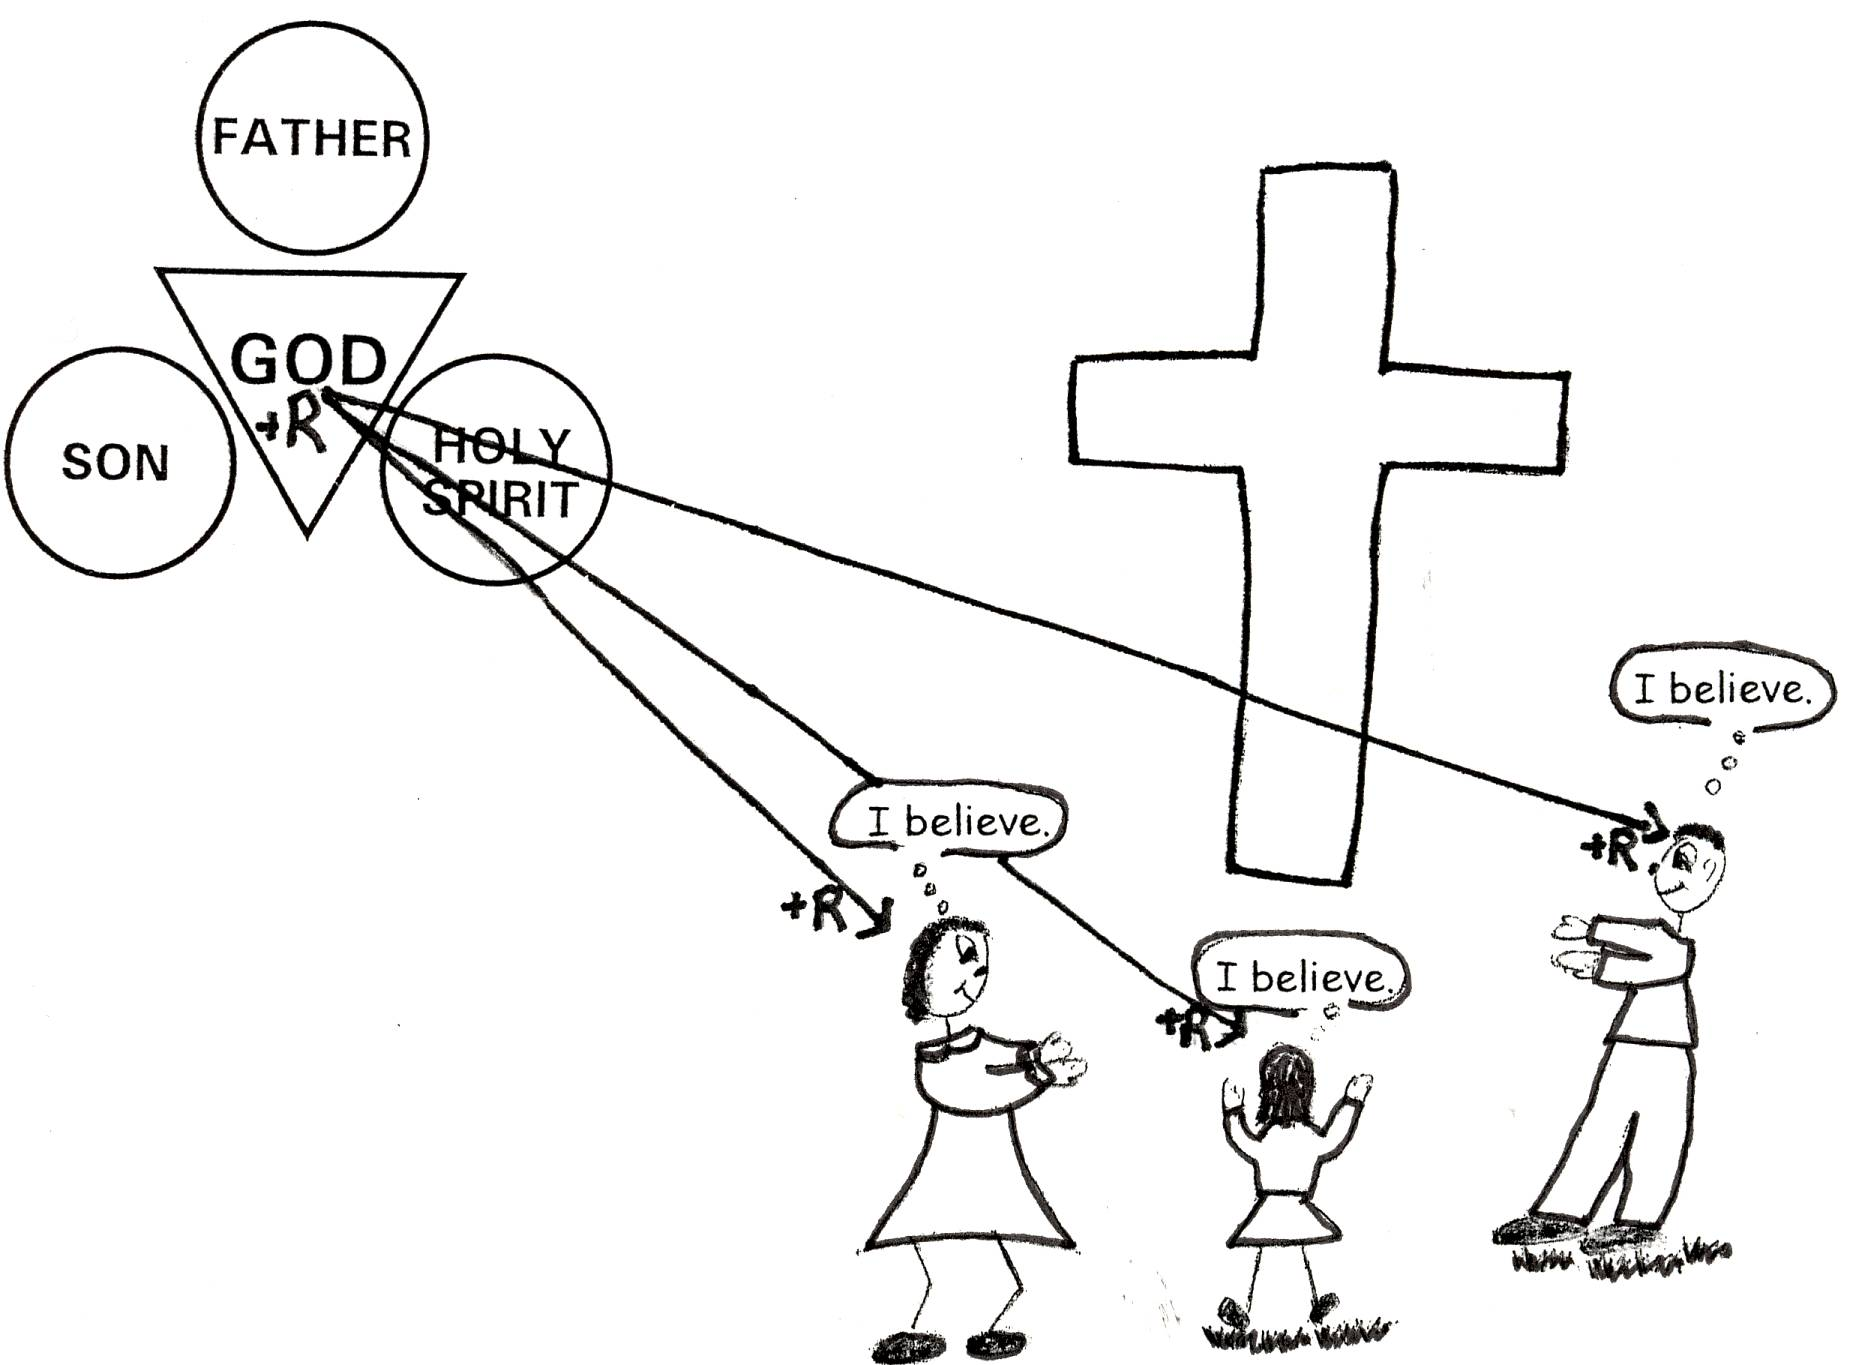 FATHER
GOD
+R
SON
HOLY
SPIRIT
I believe.
I believe.
+R
+R
I believe.
+R